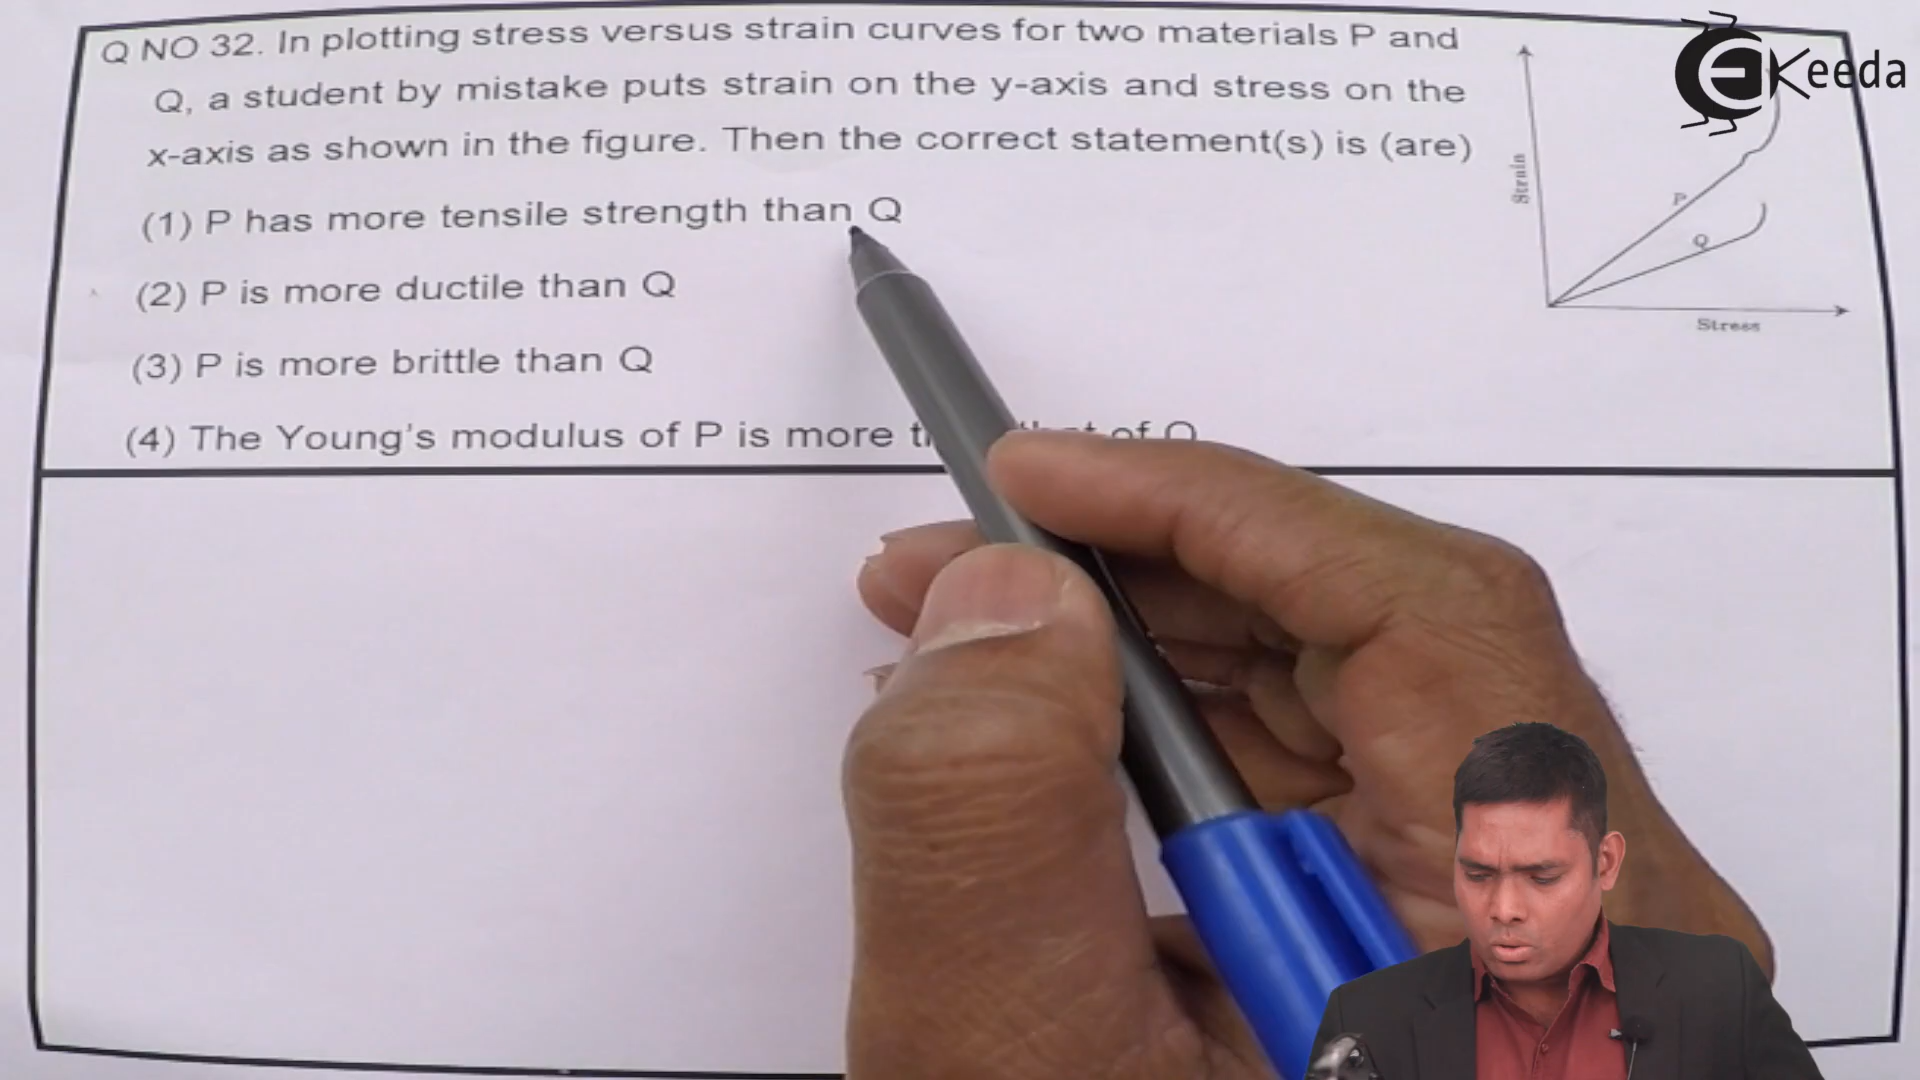 Q NO 32. In plotting stress versus strain curves for two materials P and
Q, a student by mistake puts strain on the y-axis and stress on the
x-axis as shown in the figure. Then the correct statement(s) is (are)
(1) P has more tensile strength than Q
(2) P is more ductile than Q
(3) P is more brittle than Q
(4) The Young's modulus of P is more of Q
Strain
P
Q
Stress
eKeeda